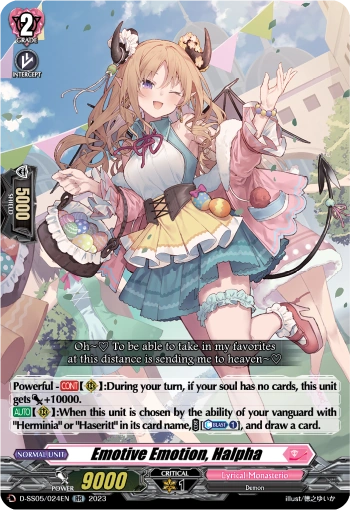 2
GRADE
INTERCEPT
5000
SHIELD
Oh~♡ To be able to take in my favorites
at this distance is sending me to heaven~♡
Powerful - CONT【】:During your turn, if your soul has no cards, this unit
gets +10000.
AUTO【】:When this unit is chosen by the ability of your vanguard with
"Herminia" or "Haseritt" in its card name, [C BLAST 1], and draw a card.
NORMAL UNIT
Emotive Emotion, Halpha
POWER
9000
CRITICAL
1
Lyrical Monasterio
Demon
D-SS05/024EN RR 2023
illust/徳之ゆいか